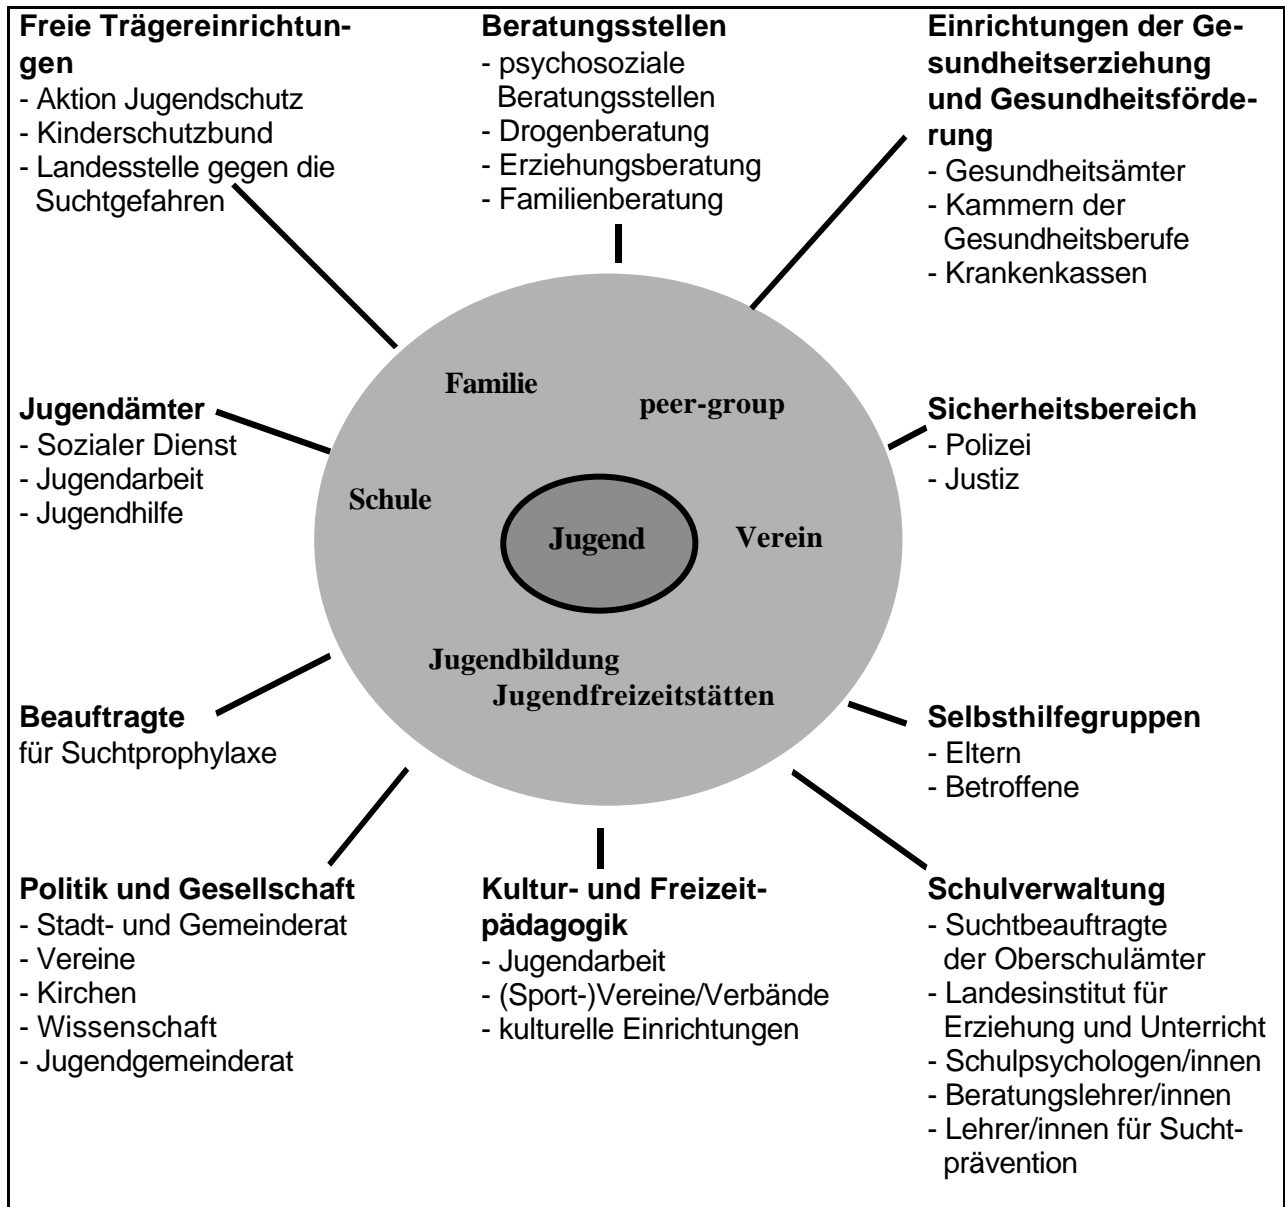 Freie Trägereinrichtun-
gen
- Aktion Jugendschutz
- Kinderschutzbund
- Landesstelle gegen die
Suchtgefahren
Beratungsstellen
- psychosoziale
Beratungsstellen
- Drogenberatung
- Erziehungsberatung
- Familienberatung
Einrichtungen der Ge-
sundheitserziehung
und Gesundheitsförde-
rung
- Gesundheitsämter
- Kammern der
Gesundheitsberufe
- Krankenkassen
Jugendämter
- Sozialer Dienst
- Jugendarbeit
- Jugendhilfe
Familie
peer-group
Schule
Jugend
Verein
Jugendbildung
Jugendfreizeitstätten
Sicherheitsbereich
- Polizei
- Justiz
Beauftragte
für Suchtprophylaxe
Selbsthilfegruppen
- Eltern
- Betroffene
Politik und Gesellschaft
- Stadt- und Gemeinderat
- Vereine
- Kirchen
- Wissenschaft
- Jugendgemeinderat
Kultur- und Freizeit-
pädagogik
- Jugendarbeit
- (Sport-)Vereine/Verbände
- kulturelle Einrichtungen
Schulverwaltung
- Suchtbeauftragte
der Oberschulämter
- Landesinstitut für
Erziehung und Unterricht
- Schulpsychologen/innen
- Beratungslehrer/innen
- Lehrer/innen für Sucht-
prävention